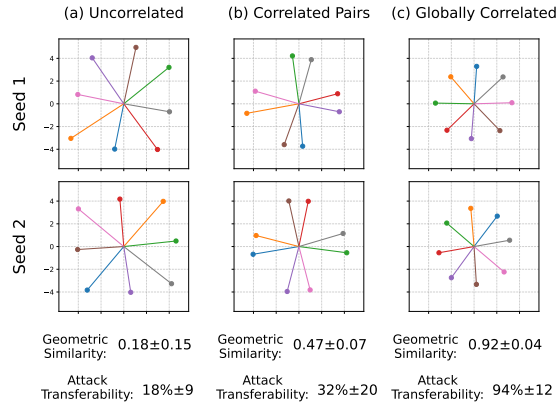 (a) Uncorrelated (b) Correlated Pairs (c) Globally Correlated
Seed 1
4
2
0
−2
−4
Seed 2
4
2
0
−2
−4
Geometric
Similarity: 0.18±0.15
Geometric
Similarity: 0.47±0.07
Geometric
Similarity: 0.92±0.04
Attack
Transferability: 18%±9
Attack
Transferability: 32%±20
Attack
Transferability: 94%±12